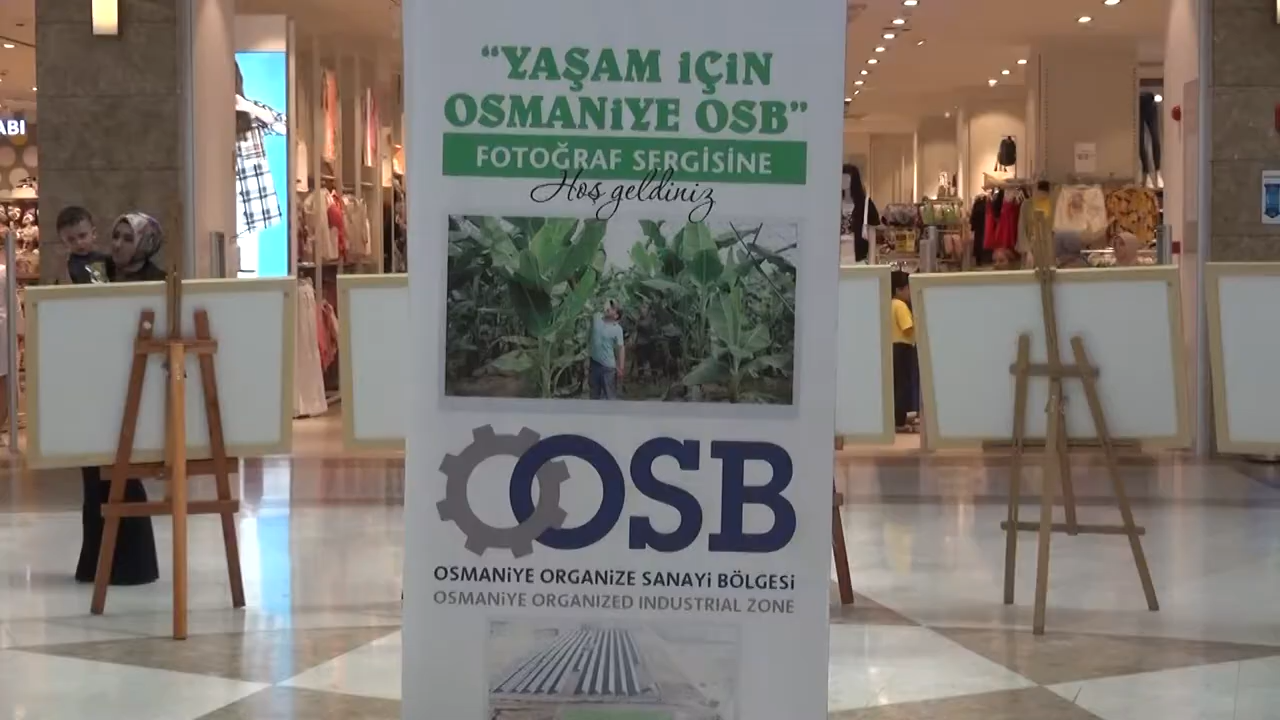 “YAŞAM İÇİN
OSMANİYE OSB”
FOTOĞRAF SERGİSİNE
Hoş geldiniz
OSB
OSMANİYE ORGANİZE SANAYİ BÖLGESİ
OSMANİYE ORGANIZED INDUSTRIAL ZONE
ABI